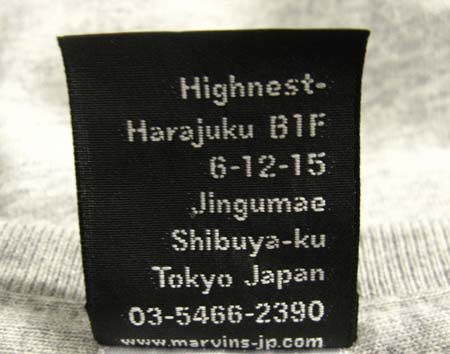 Highnest-
Harajuku B1F
6-12-15
Jingumae
Shibuya-ku
Tokyo Japan
03-5466-2390
www.marvins-jp.com